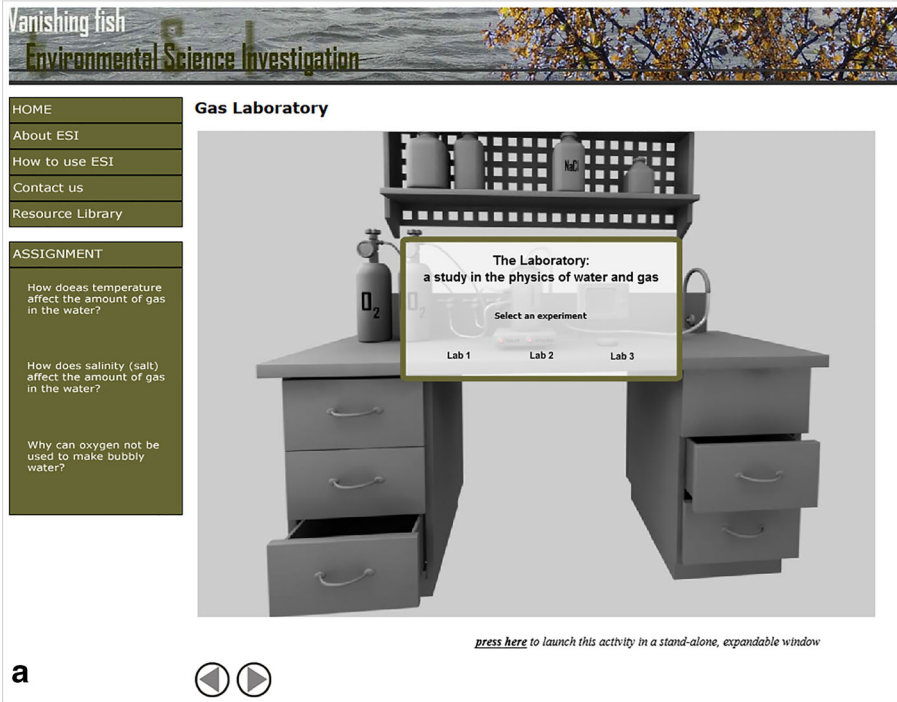 Vanishing fish
Environmental Science Investigation
HOME
About ESI
How to use ESI
Contact us
Resource Library
ASSIGNMENT
How doeas temperature
affect the amount of gas
in the water?
How does salinity (salt)
affect the amount of gas
in the water?
Why can oxygen not be
used to make bubbly
water?
Gas Laboratory
NaCl
O2
O2
The Laboratory:
a study in the physics of water and gas
Select an experiment
Lab 1 Lab 2 Lab 3
press here to launch this activity in a stand-alone, expandable window
a